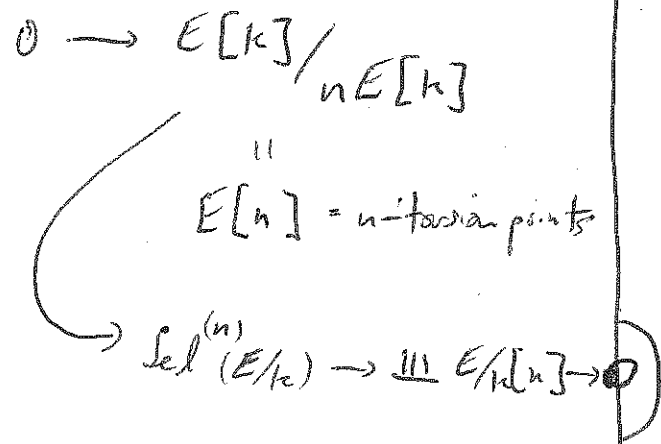 0 → E[k]/nE[k]
=
E[n] = n-torsion points
Sel^(n)(E/k) → Ш E/k[n] → 0